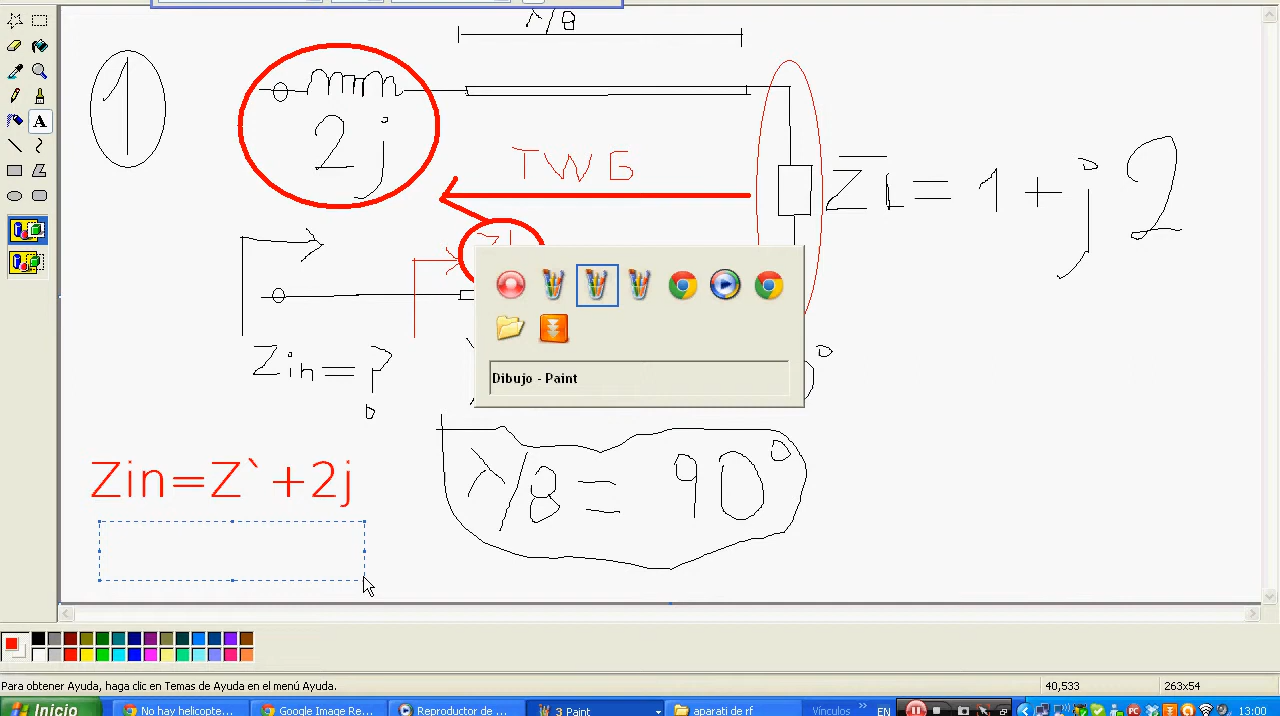 λ/8
1
2j
TWG
ZL=1+j2
Zin=?
Dibujo - Paint
λ/8=90°
Zin=Z`+2j
Para obtener Ayuda, haga clic en Temas de Ayuda en el menú Ayuda.
40,533
263x54
Inicio
No hay helicopte...
Google Image Re...
Reproductor de ...
3 Paint
aparati de rf
Vínculos
EN
13:00